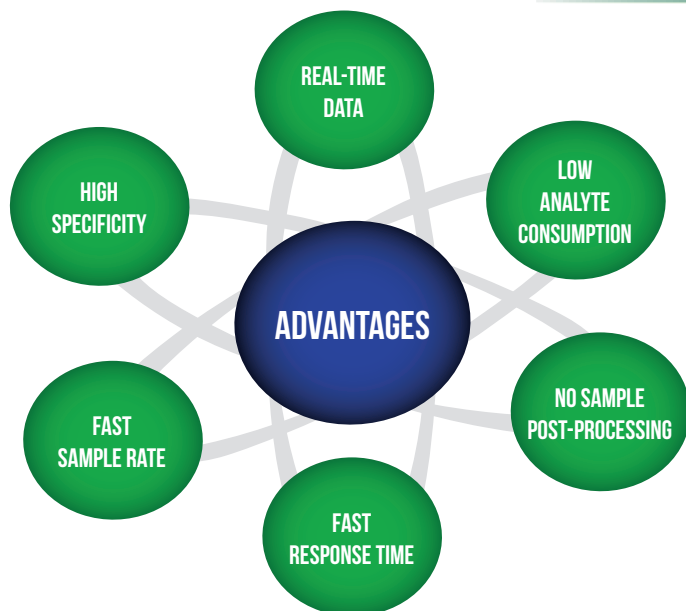 REAL-TIME
DATA
LOW
ANALYTE
CONSUMPTION
HIGH
SPECIFICITY
ADVANTAGES
NO SAMPLE
POST-PROCESSING
FAST
SAMPLE RATE
FAST
RESPONSE TIME